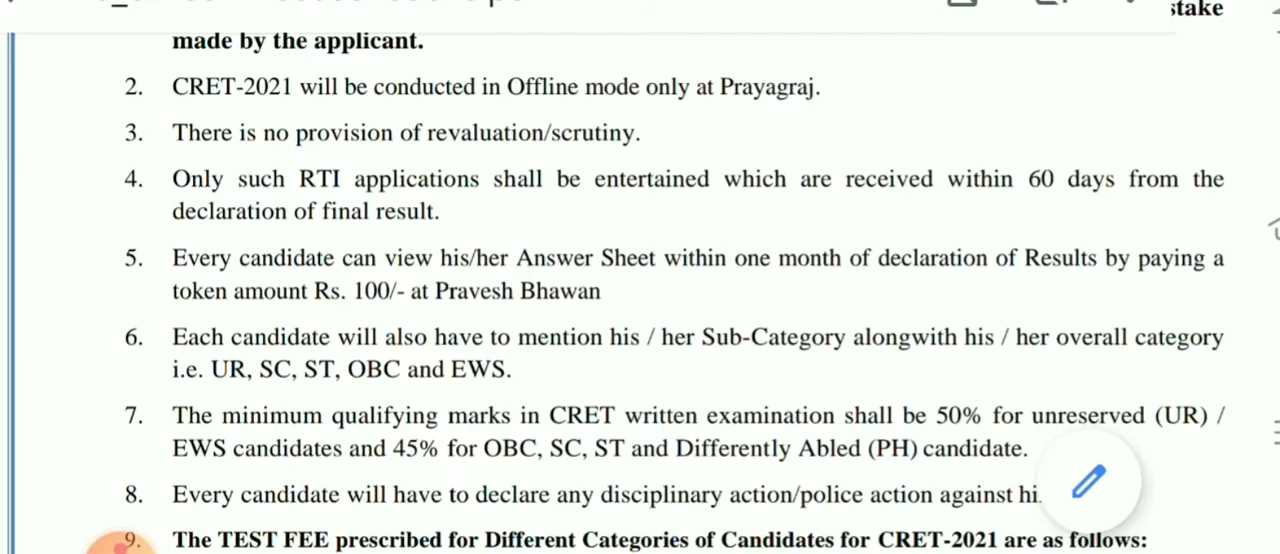 stake
made by the applicant.
2. CRET-2021 will be conducted in Offline mode only at Prayagraj.
3. There is no provision of revaluation/scrutiny.
4. Only such RTI applications shall be entertained which are received within 60 days from the
declaration of final result.
5. Every candidate can view his/her Answer Sheet within one month of declaration of Results by paying a
token amount Rs. 100/- at Pravesh Bhawan
6. Each candidate will also have to mention his / her Sub-Category alongwith his / her overall category
i.e. UR, SC, ST, OBC and EWS.
7. The minimum qualifying marks in CRET written examination shall be 50% for unreserved (UR) /
EWS candidates and 45% for OBC, SC, ST and Differently Abled (PH) candidate.
8. Every candidate will have to declare any disciplinary action/police action against hi
9. The TEST FEE prescribed for Different Categories of Candidates for CRET-2021 are as follows: